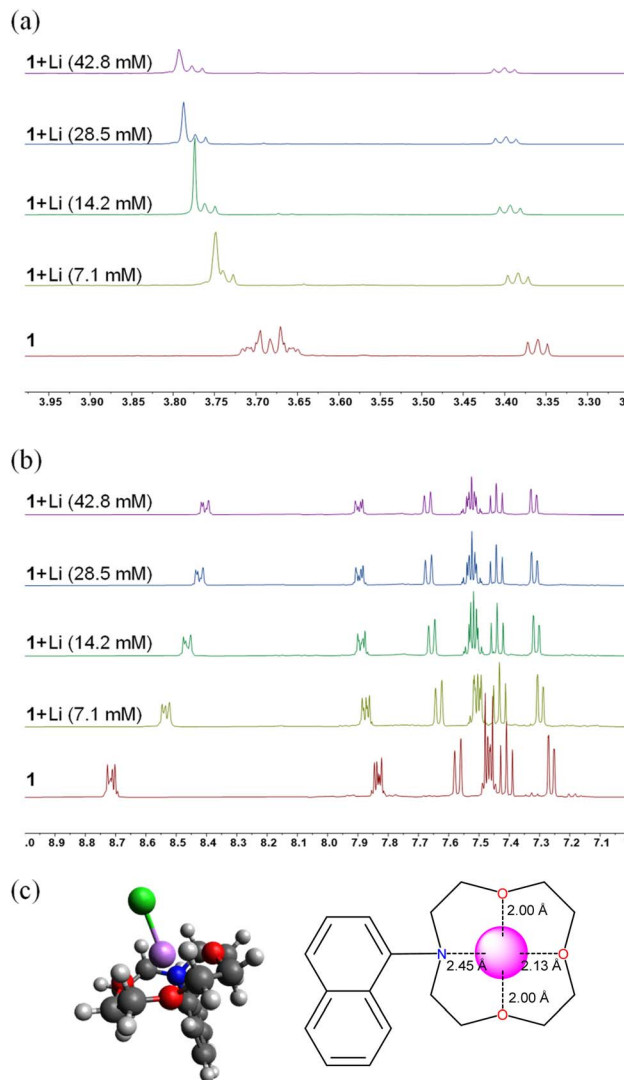 (a)
1+Li (42.8 mM)
1+Li (28.5 mM)
1+Li (14.2 mM)
1+Li (7.1 mM)
1
3.95 3.90 3.85 3.80 3.75 3.70 3.65 3.60 3.55 3.50 3.45 3.40 3.35 3.30 3.2
(b)
1+Li (42.8 mM)
1+Li (28.5 mM)
1+Li (14.2 mM)
1+Li (7.1 mM)
1
.0 8.9 8.8 8.7 8.6 8.5 8.4 8.3 8.2 8.1 8.0 7.9 7.8 7.7 7.6 7.5 7.4 7.3 7.2 7.1
(c)
O
2.00 Å
N 2.45 Å 2.13 Å O
2.00 Å
O